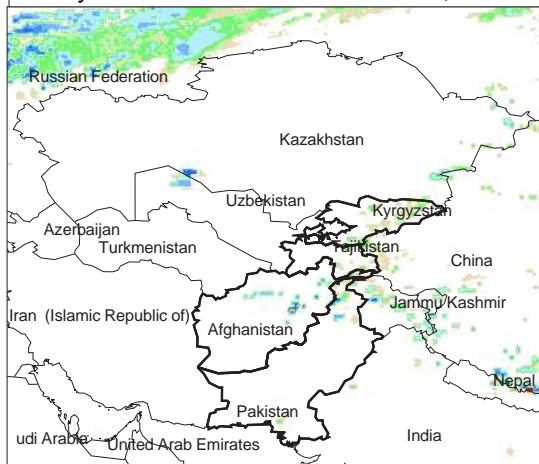 Russian Federation
Kazakhstan
Uzbekistan
Kyrgyzstan
Azerbaijan
Turkmenistan
Tajikistan
China
Iran (Islamic Republic of)
Jammu Kashmir
Afghanistan
Nepal
Pakistan
udi Arabia
United Arab Emirates
India